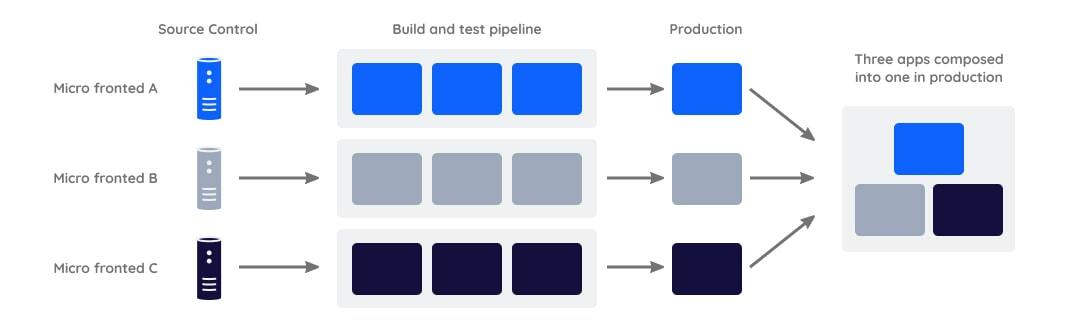 Source Control
Build and test pipeline
Production
Three apps composed
into one in production
Micro fronted A
Micro fronted B
Micro fronted C